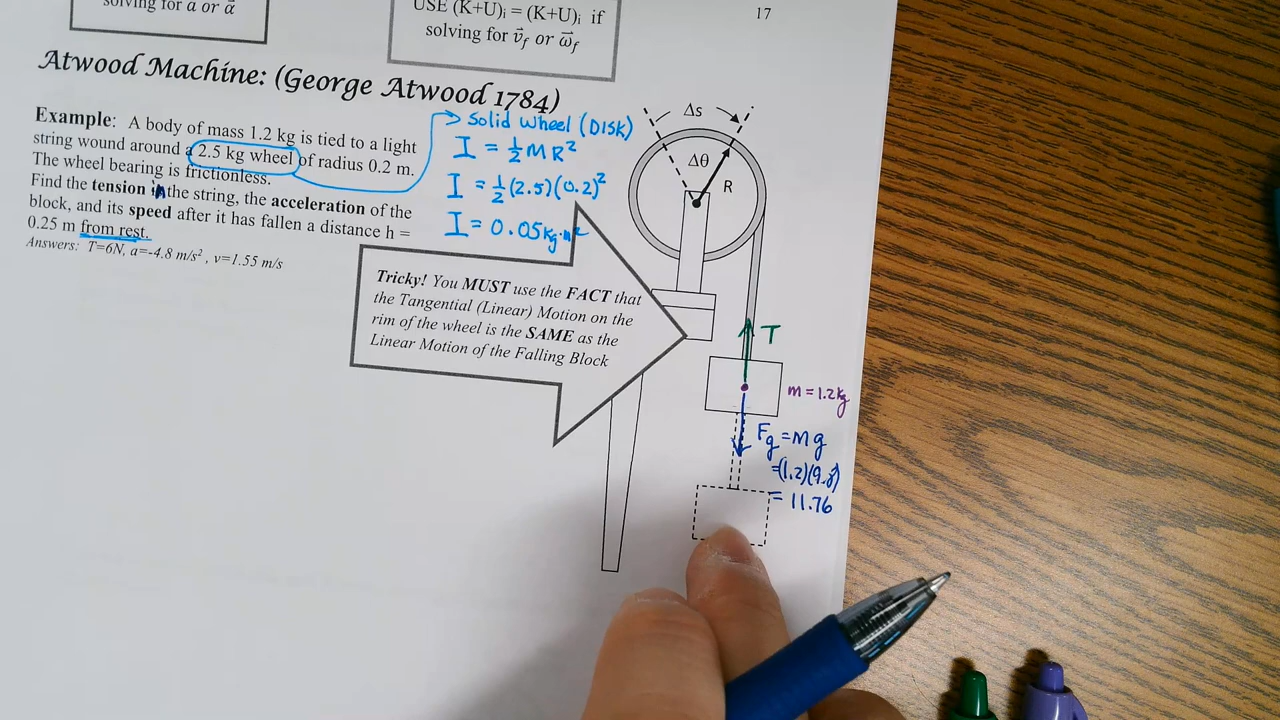 17
solving for a or α⃗
USE (K+U)ᵢ = (K+U)ᵢ if
solving for v⃗f or ω⃗f
Atwood Machine: (George Atwood 1784)
Example: A body of mass 1.2 kg is tied to a light
string wound around a 2.5 kg wheel of radius 0.2 m.
The wheel bearing is frictionless.
Find the tension in the string, the acceleration of the
block, and its speed after it has fallen a distance h =
0.25 m from rest.
Answers: T=6N, a=-4.8 m/s², v=1.55 m/s
Solid Wheel (DISK)
I = ½MR²
I = ½(2.5)(0.2)²
I = 0.05 kg·m²
Tricky! You MUST use the FACT that
the Tangential (Linear) Motion on the
rim of the wheel is the SAME as the
Linear Motion of the Falling Block
Δs
Δθ
R
T
m = 1.2kg
Fg = mg
=(1.2)(9.8)
= 11.76